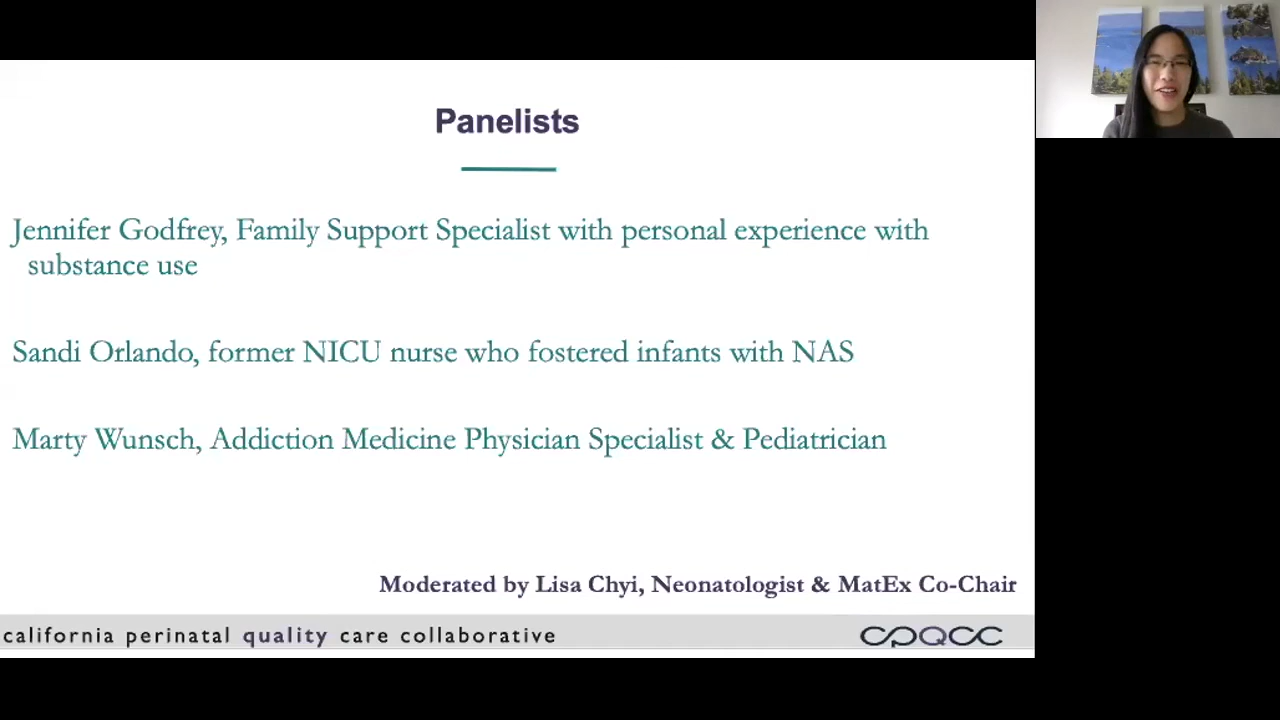 Panelists
Jennifer Godfrey, Family Support Specialist with personal experience with
substance use
Sandi Orlando, former NICU nurse who fostered infants with NAS
Marty Wunsch, Addiction Medicine Physician Specialist & Pediatrician
Moderated by Lisa Chyi, Neonatologist & MatEx Co-Chair
california perinatal quality care collaborative
cpqcc